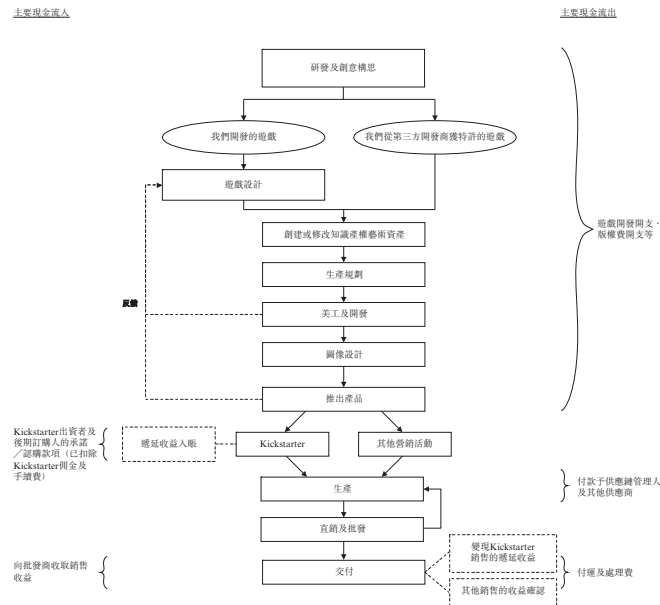 主要現金流入
主要現金流出
研發及創意構思
我們開發的遊戲
我們從第三方開發商獲特許的遊戲
遊戲設計
遊戲開發開支、
版權費開支等
創建或修改知識產權藝術資產
生產規劃
反饋
美工及開發
圖像設計
推出產品
Kickstarter出資者及
後期訂購人的承諾
／認購款項（已扣除
Kickstarter佣金及
手續費）
遞延收益入賬
Kickstarter
其他營銷活動
生產
付款予供應鏈管理人
及其他供應商
直銷及批發
變現Kickstarter
銷售的遞延收益
向批發商收取銷售
收益
交付
付運及處理費
其他銷售的收益確認